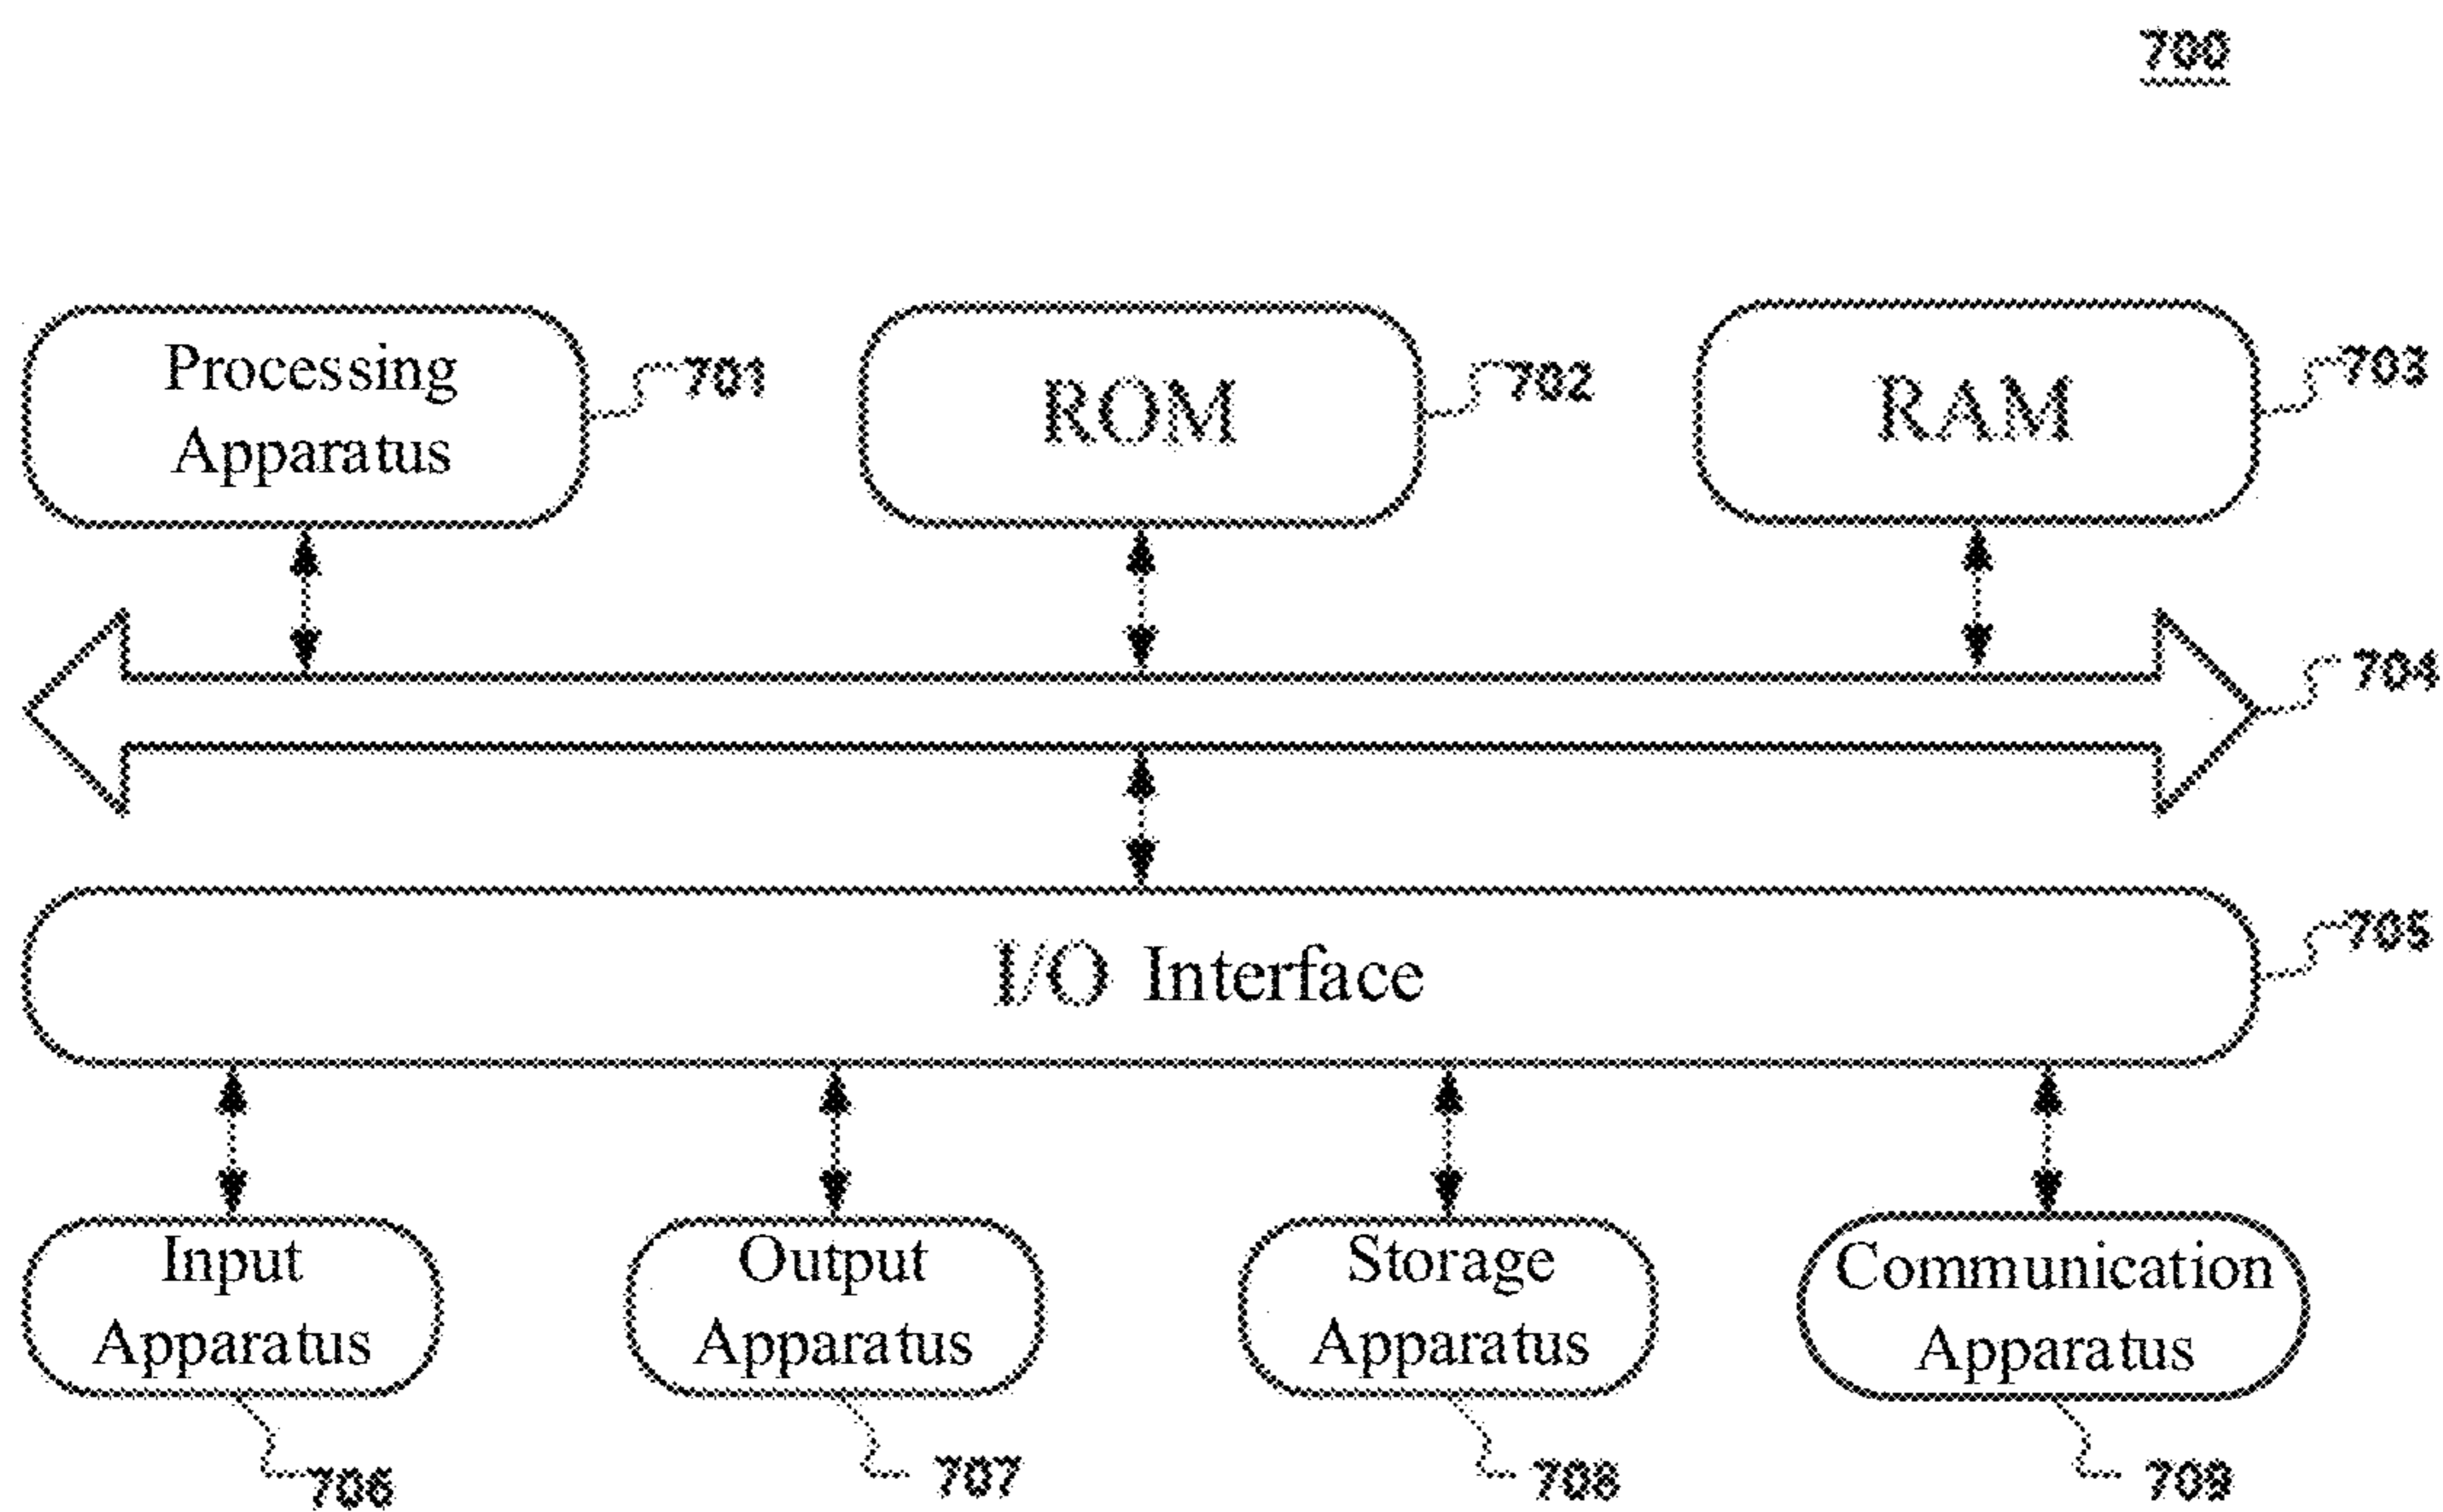 700
Processing
Apparatus
701
ROM
702
RAM
703
704
I/O Interface
705
Input
Apparatus
706
Output
Apparatus
707
Storage
Apparatus
708
Communication
Apparatus
709